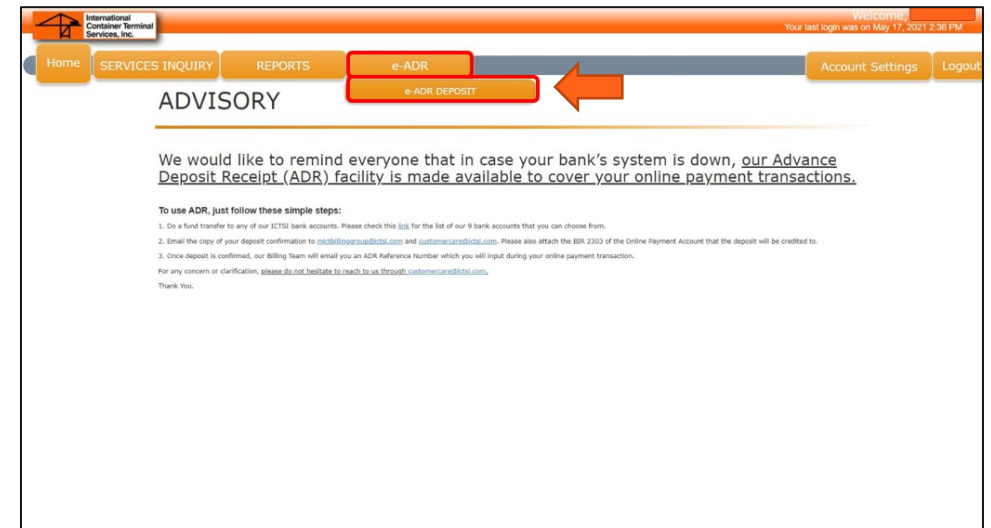 International
Container Terminal
Services, Inc.
Welcome,
Your last login was on May 17, 2021 2:36 PM
Home
SERVICES INQUIRY
REPORTS
e-ADR
Account Settings
Logout
e-ADR DEPOSIT
ADVISORY
We would like to remind everyone that in case your bank's system is down, our Advance
Deposit Receipt (ADR) facility is made available to cover your online payment transactions.
To use ADR, just follow these simple steps:
1. Do a fund transfer to any of our ICTSI bank accounts. Please check this link for the list of our 9 bank accounts that you can choose from.
2. Email the copy of your deposit confirmation to mictbillinggroup@ictsi.com and customercare@ictsi.com. Please also attach the BIR 2303 of the Online Payment Account that the deposit will be credited to.
3. Once deposit is confirmed, our Billing Team will email you an ADR Reference Number which you will input during your online payment transaction.
For any concern or clarification, please do not hesitate to reach to us through customercare@ictsi.com.
Thank You.